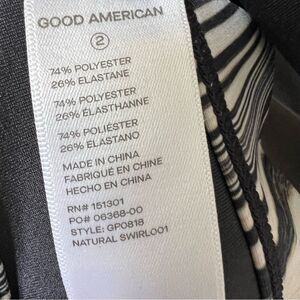 GOOD AMERICAN
2
74% POLYESTER
26% ELASTANE
74% POLYESTER
26% ÉLASTHANNE
74% POLIÉSTER
26% ELASTANO
MADE IN CHINA
FABRIQUÉ EN CHINE
HECHO EN CHINA
RN# 151301
PO# 06368-00
STYLE: GP0818
NATURAL SWIRL001